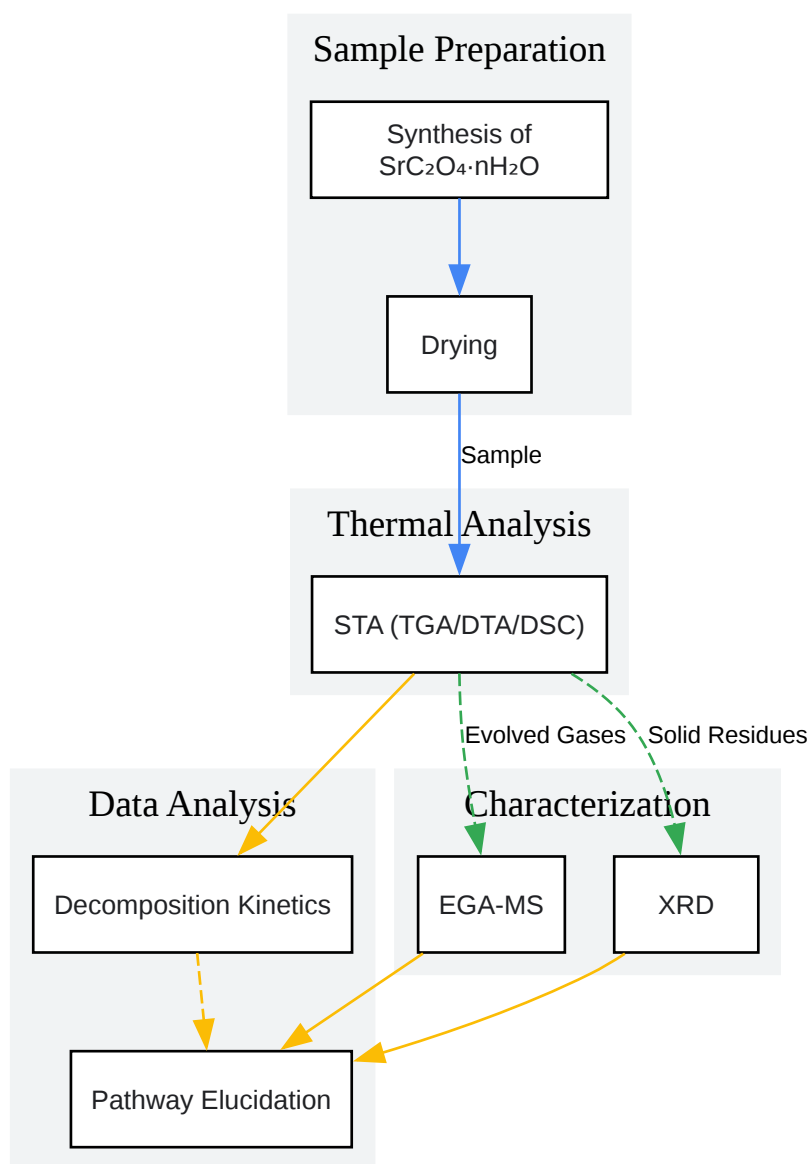 Sample Preparation
Synthesis of
SrC₂O₄·nH₂O
Drying
Sample
Thermal Analysis
STA (TGA/DTA/DSC)
Evolved Gases
Solid Residues
Data Analysis
Characterization
Decomposition Kinetics
EGA-MS
XRD
Pathway Elucidation